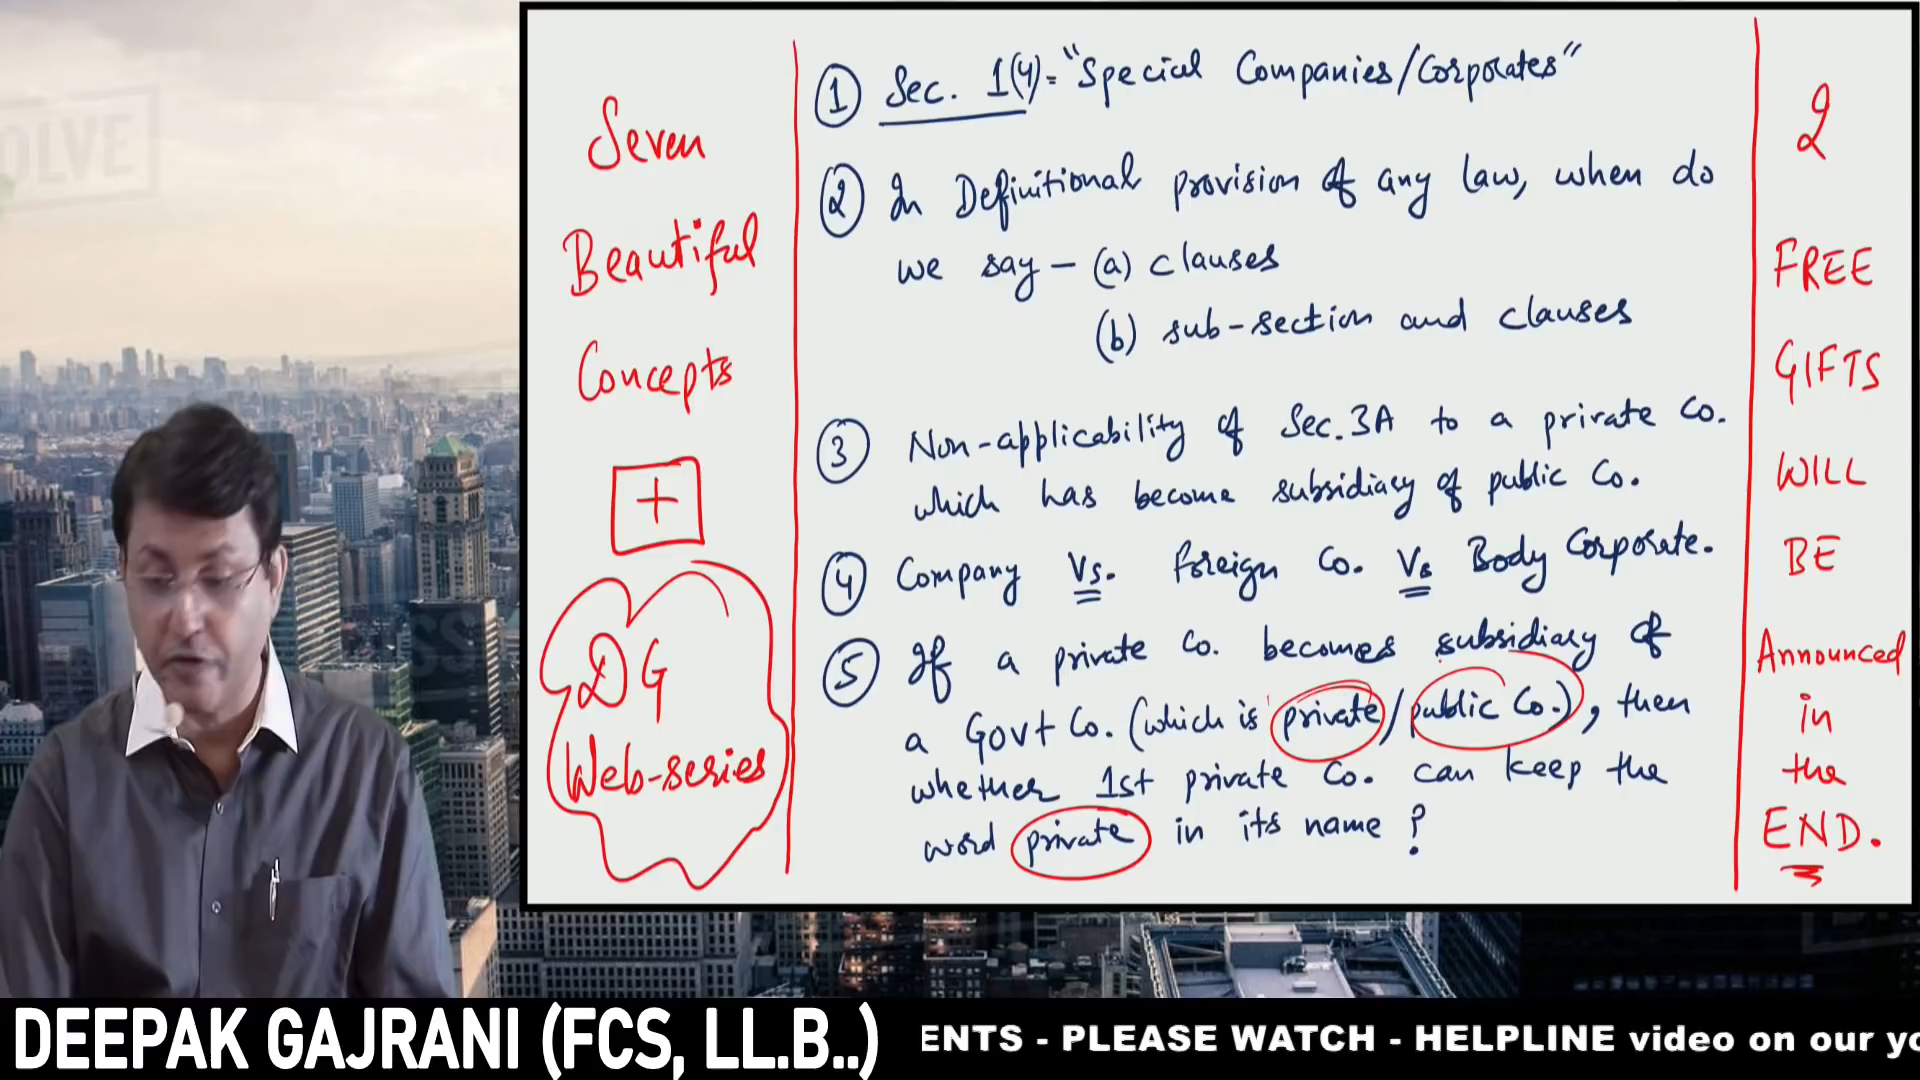 OLVE
Seven
Beautiful
Concepts
+
DG
Web-series
① Sec. 1(4)= "Special Companies/Corporates"
② In Definitional provision of any law, when do
we say - (a) clauses
(b) sub-section and clauses
③ Non-applicability of Sec. 3A to a private Co.
which has become subsidiary of public Co.
④ Company Vs. Foreign Co. Vs Body Corporate.
⑤ If a private Co. becomes subsidiary of
a Govt Co. (which is private/public Co.), then
whether 1st private Co. can keep the
word private in its name?
2
FREE
GIFTS
WILL
BE
Announced
in
the
END.
DEEPAK GAJRANI (FCS, LL.B..)
ENTS - PLEASE WATCH - HELPLINE video on our yo